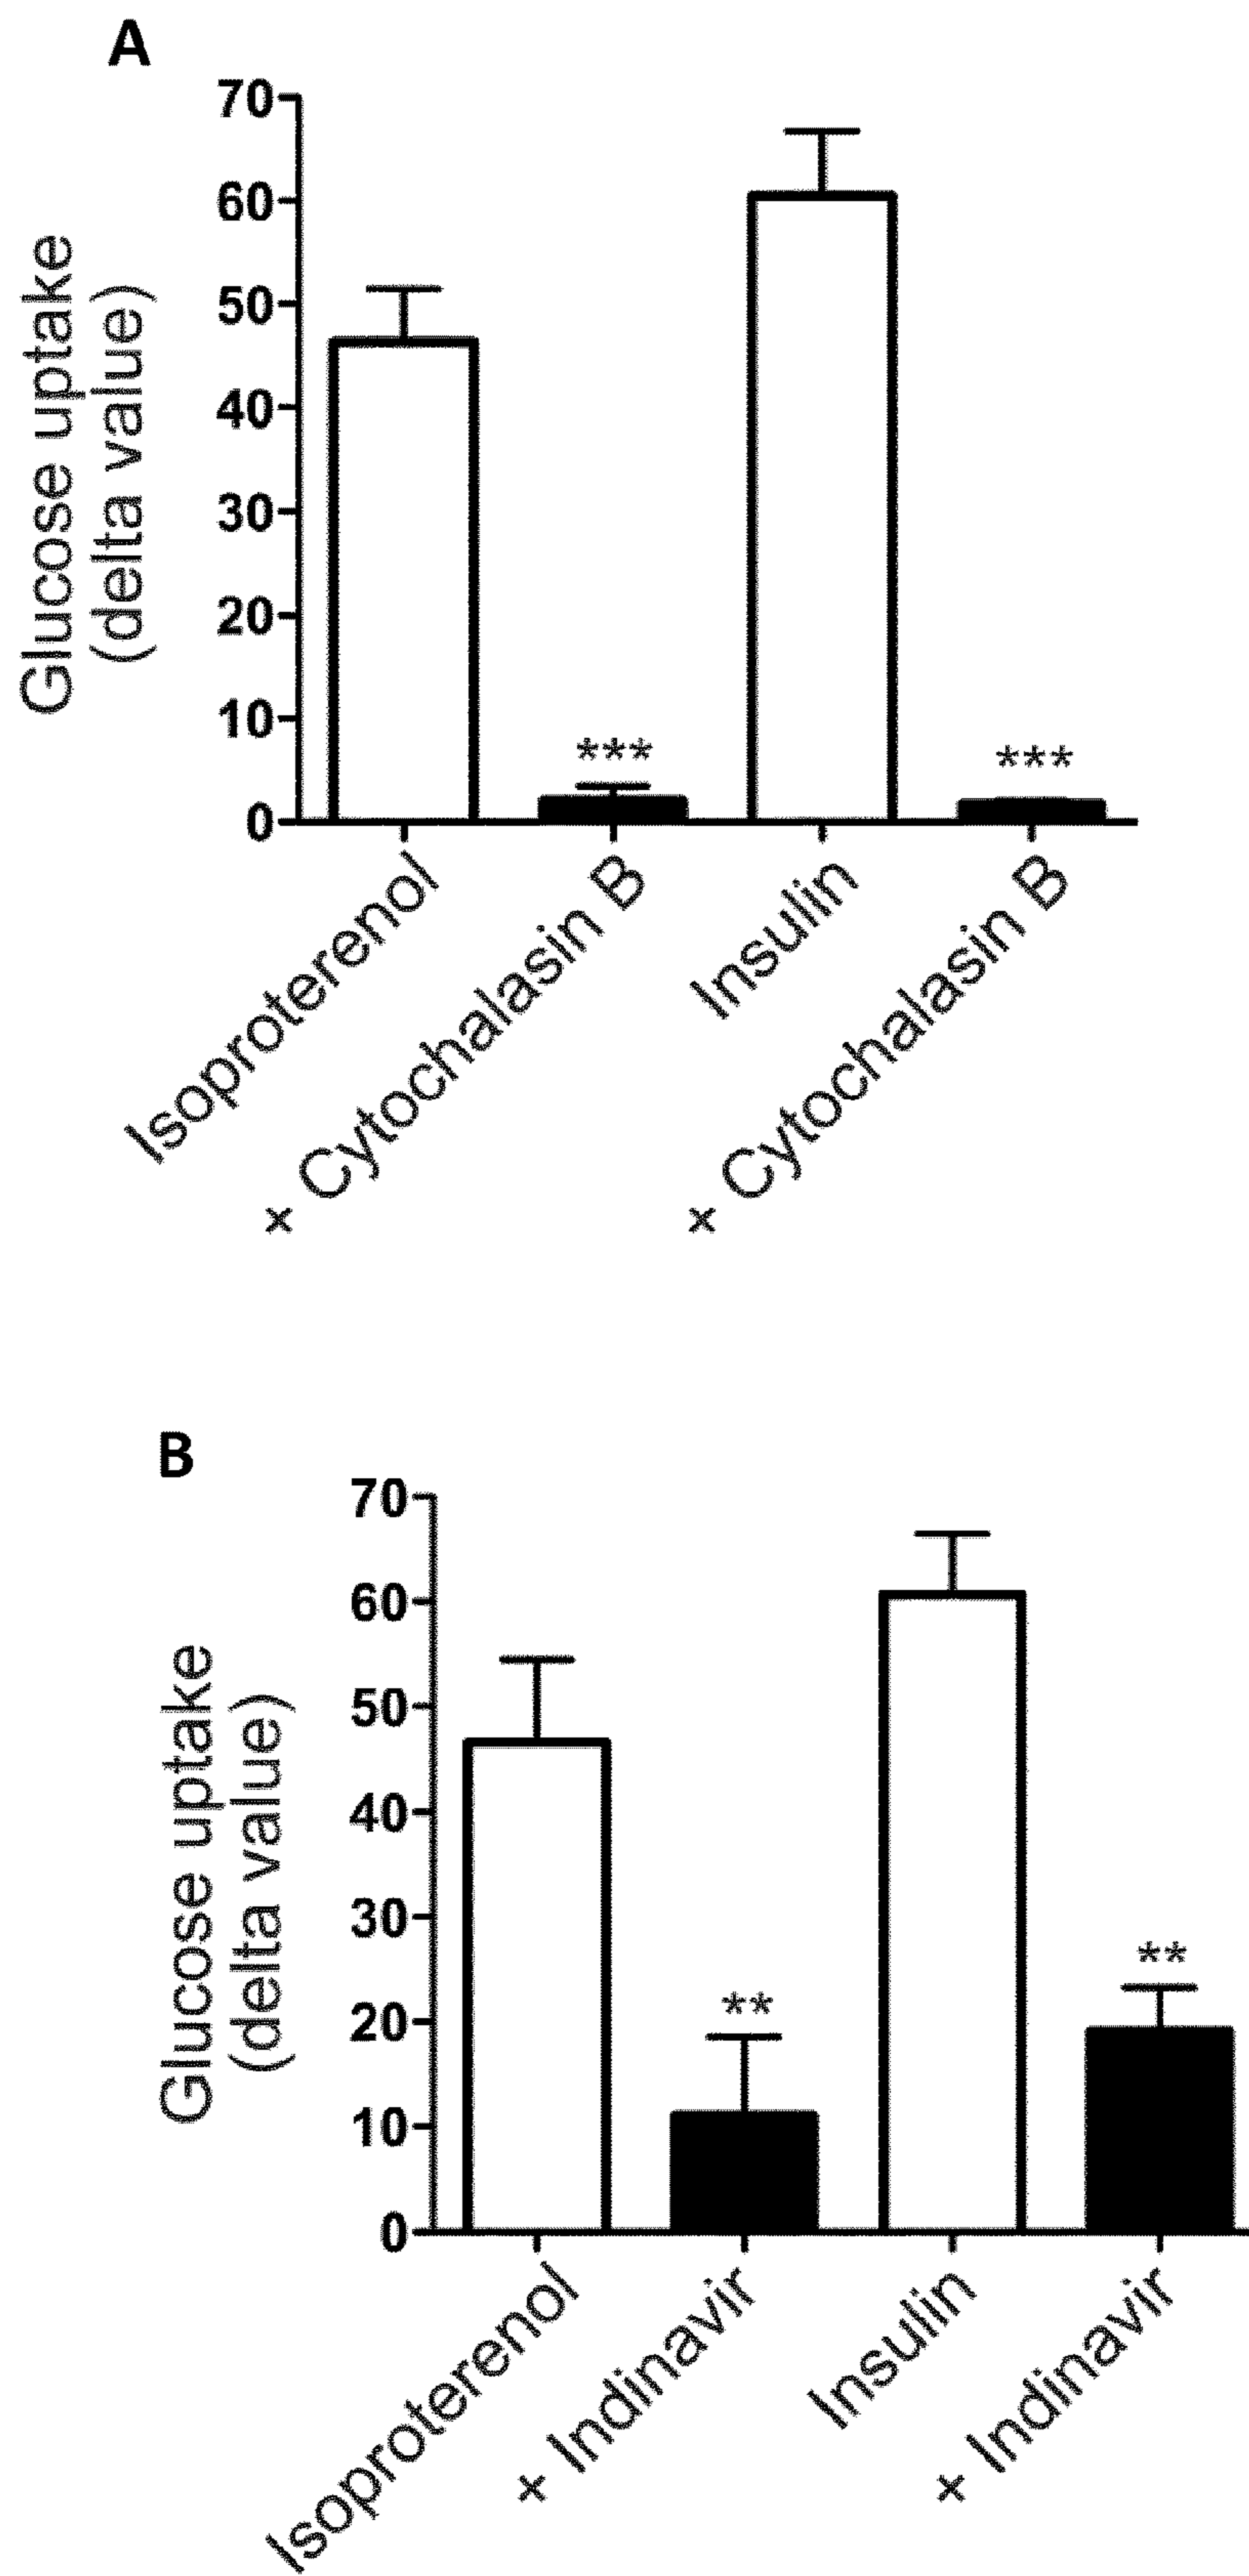 A
70
60
50
40
30
20
10
0
Glucose uptake
(delta value)
***
***
Isoproterenol
+ Cytochalasin B
Insulin
+ Cytochalasin B
B
70
60
50
40
30
20
10
0
Glucose uptake
(delta value)
**
**
Isoproterenol
+ Indinavir
Insulin
+ Indinavir